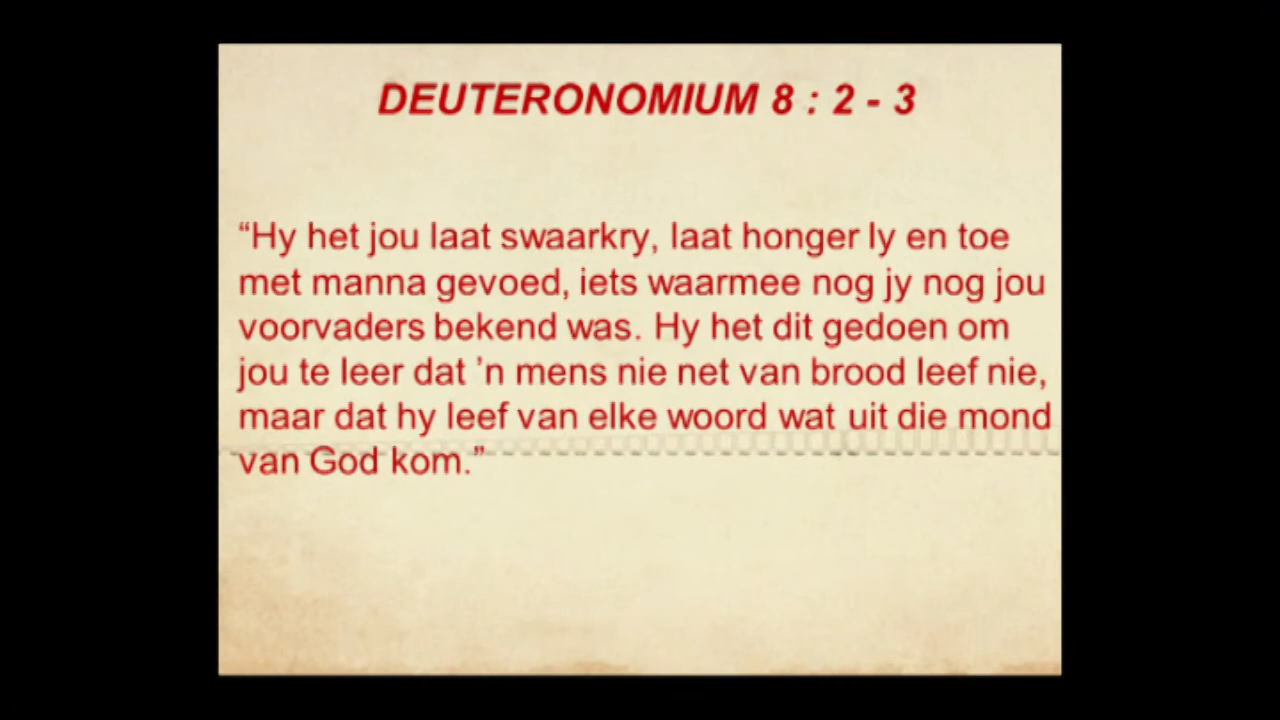 DEUTERONOMIUM 8 : 2 - 3
“Hy het jou laat swaarkry, laat honger ly en toe
met manna gevoed, iets waarmee nog jy nog jou
voorvaders bekend was. Hy het dit gedoen om
jou te leer dat ’n mens nie net van brood leef nie,
maar dat hy leef van elke woord wat uit die mond
van God kom.”